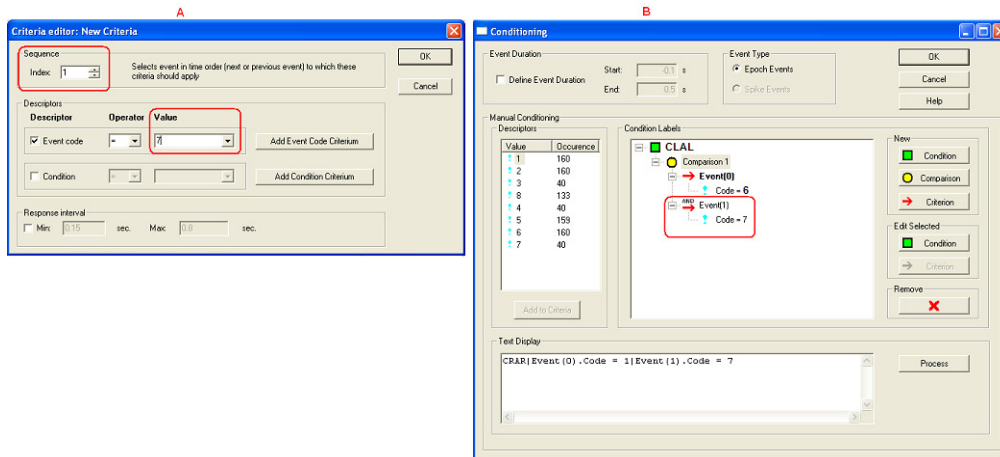 A
Criteria editor: New Criteria
Sequence
Index: 1
Selects event in time order (next or previous event) to which these
criteria should apply
OK
Cancel
Descriptors
Descriptor Operator Value
Event code = 7 Add Event Code Criterium
Condition = Add Condition Criterium
Response interval
Min: 0.15 sec. Max: 0.8 sec.
B
Conditioning
Event Duration
Define Event Duration
Start: -0.1 s
End: 0.5 s
Event Type
Epoch Events
Spike Events
OK
Cancel
Help
Manual Conditioning
Descriptors
Value Occurence
1 160
2 160
3 40
8 133
4 40
5 159
6 160
7 40
Add to Criteria
Condition Labels
CLAL
Comparison 1
Event(0)
Code = 6
AND Event(1)
Code = 7
New
Condition
Comparison
Criterion
Edit Selected
Condition
Criterion
Remove
Text Display
CRAR|Event(0).Code = 1|Event(1).Code = 7
Process